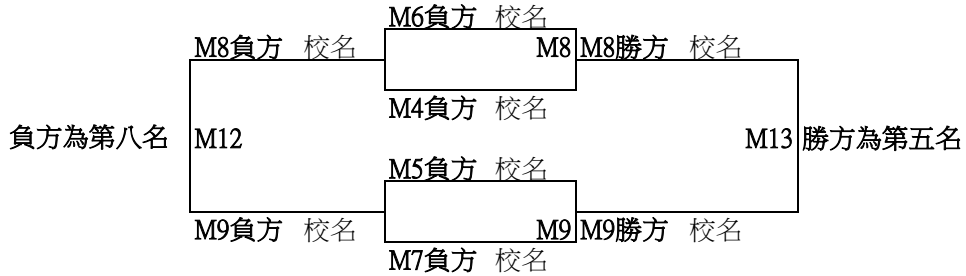 M6負方 校名
M8負方 校名
M8
M8勝方 校名
M4負方 校名
負方為第八名
M12
M13
勝方為第五名
M5負方 校名
M9負方 校名
M9
M9勝方 校名
M7負方 校名